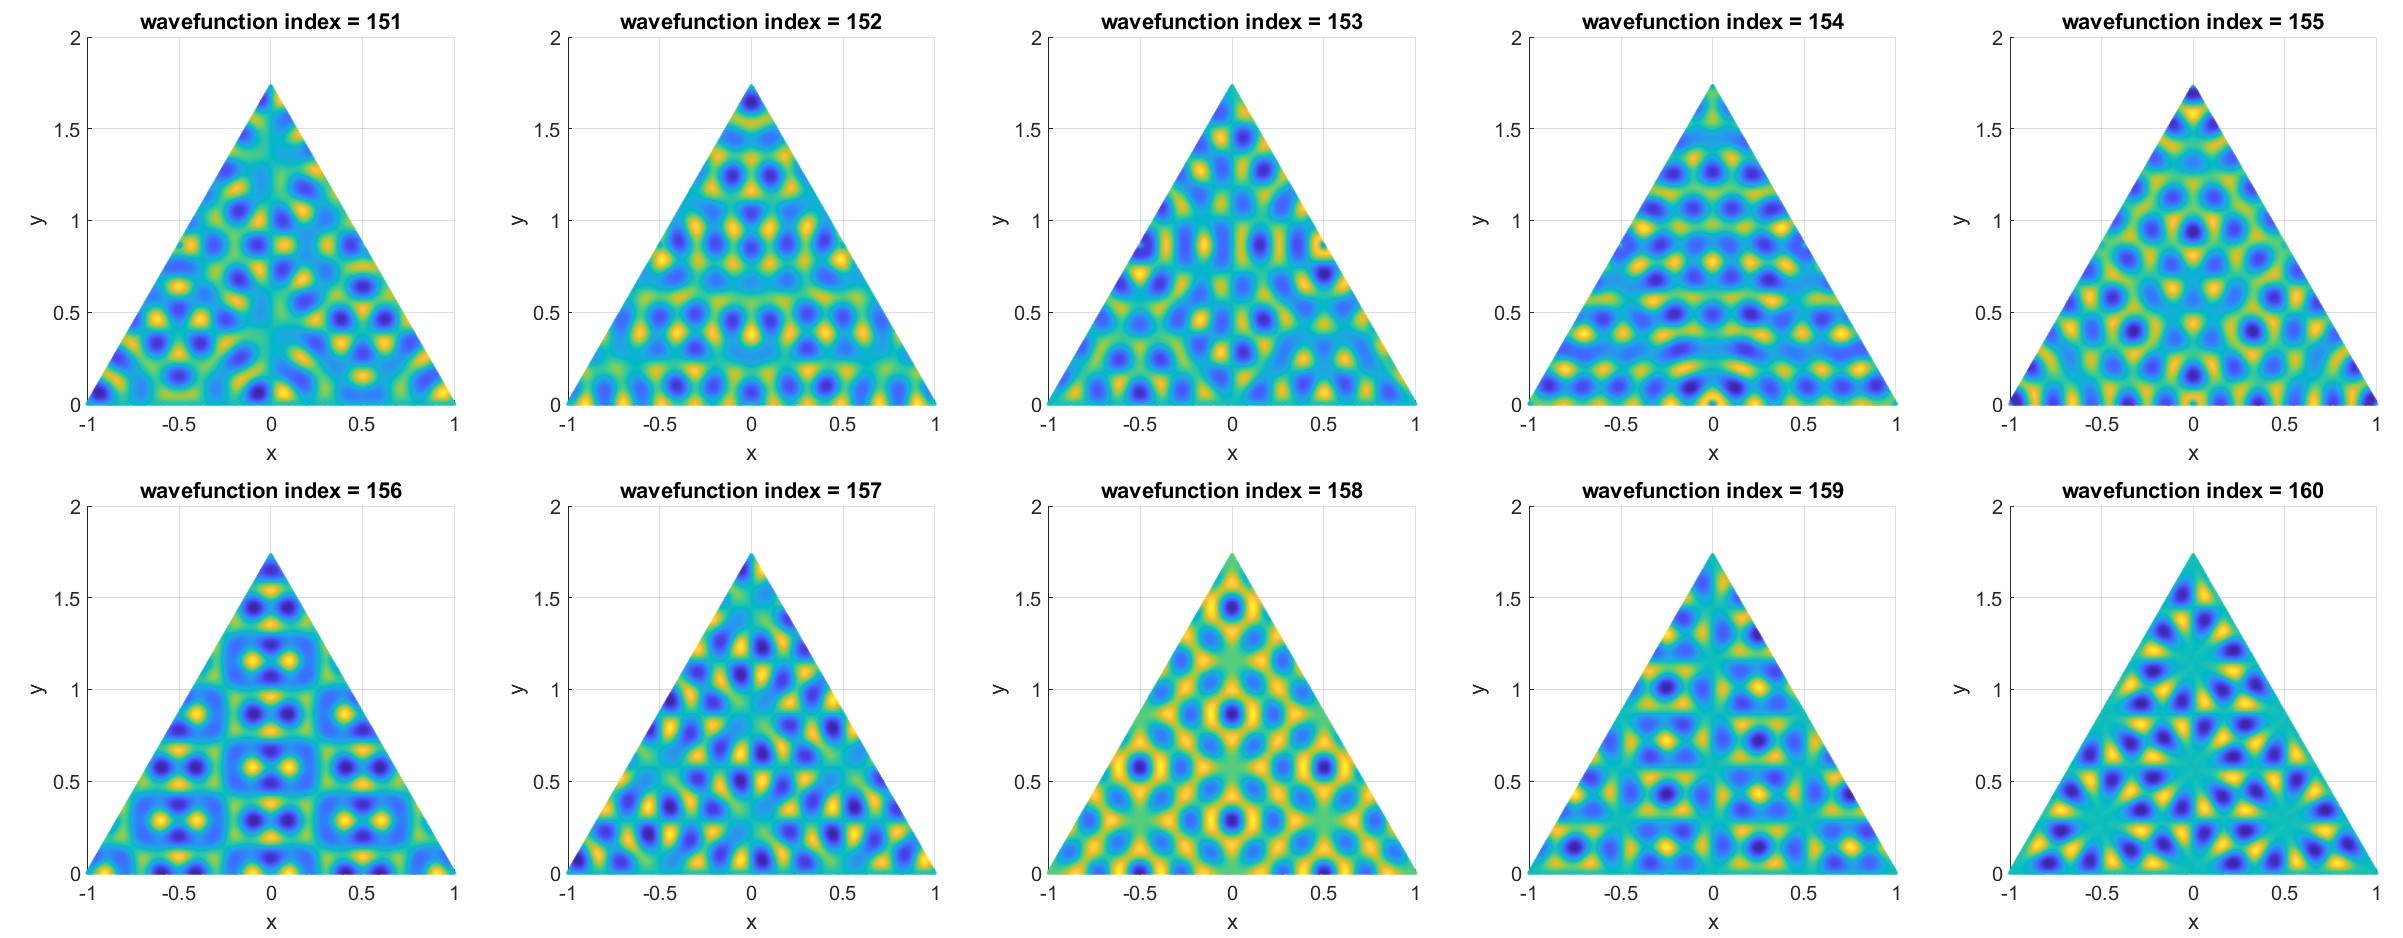 wavefunction index = 151
wavefunction index = 152
wavefunction index = 153
wavefunction index = 154
wavefunction index = 155
2 2 2 2 2
1.5 1.5 1.5 1.5 1.5
y 1 y 1 y 1 y 1 y 1
0.5 0.5 0.5 0.5 0.5
0 0 0 0 0
-1 -0.5 0 0.5 1 -1 -0.5 0 0.5 1 -1 -0.5 0 0.5 1 -1 -0.5 0 0.5 1 -1 -0.5 0 0.5 1
x x x x x
wavefunction index = 156
wavefunction index = 157
wavefunction index = 158
wavefunction index = 159
wavefunction index = 160
2 2 2 2 2
1.5 1.5 1.5 1.5 1.5
y 1 y 1 y 1 y 1 y 1
0.5 0.5 0.5 0.5 0.5
0 0 0 0 0
-1 -0.5 0 0.5 1 -1 -0.5 0 0.5 1 -1 -0.5 0 0.5 1 -1 -0.5 0 0.5 1 -1 -0.5 0 0.5 1
x x x x x